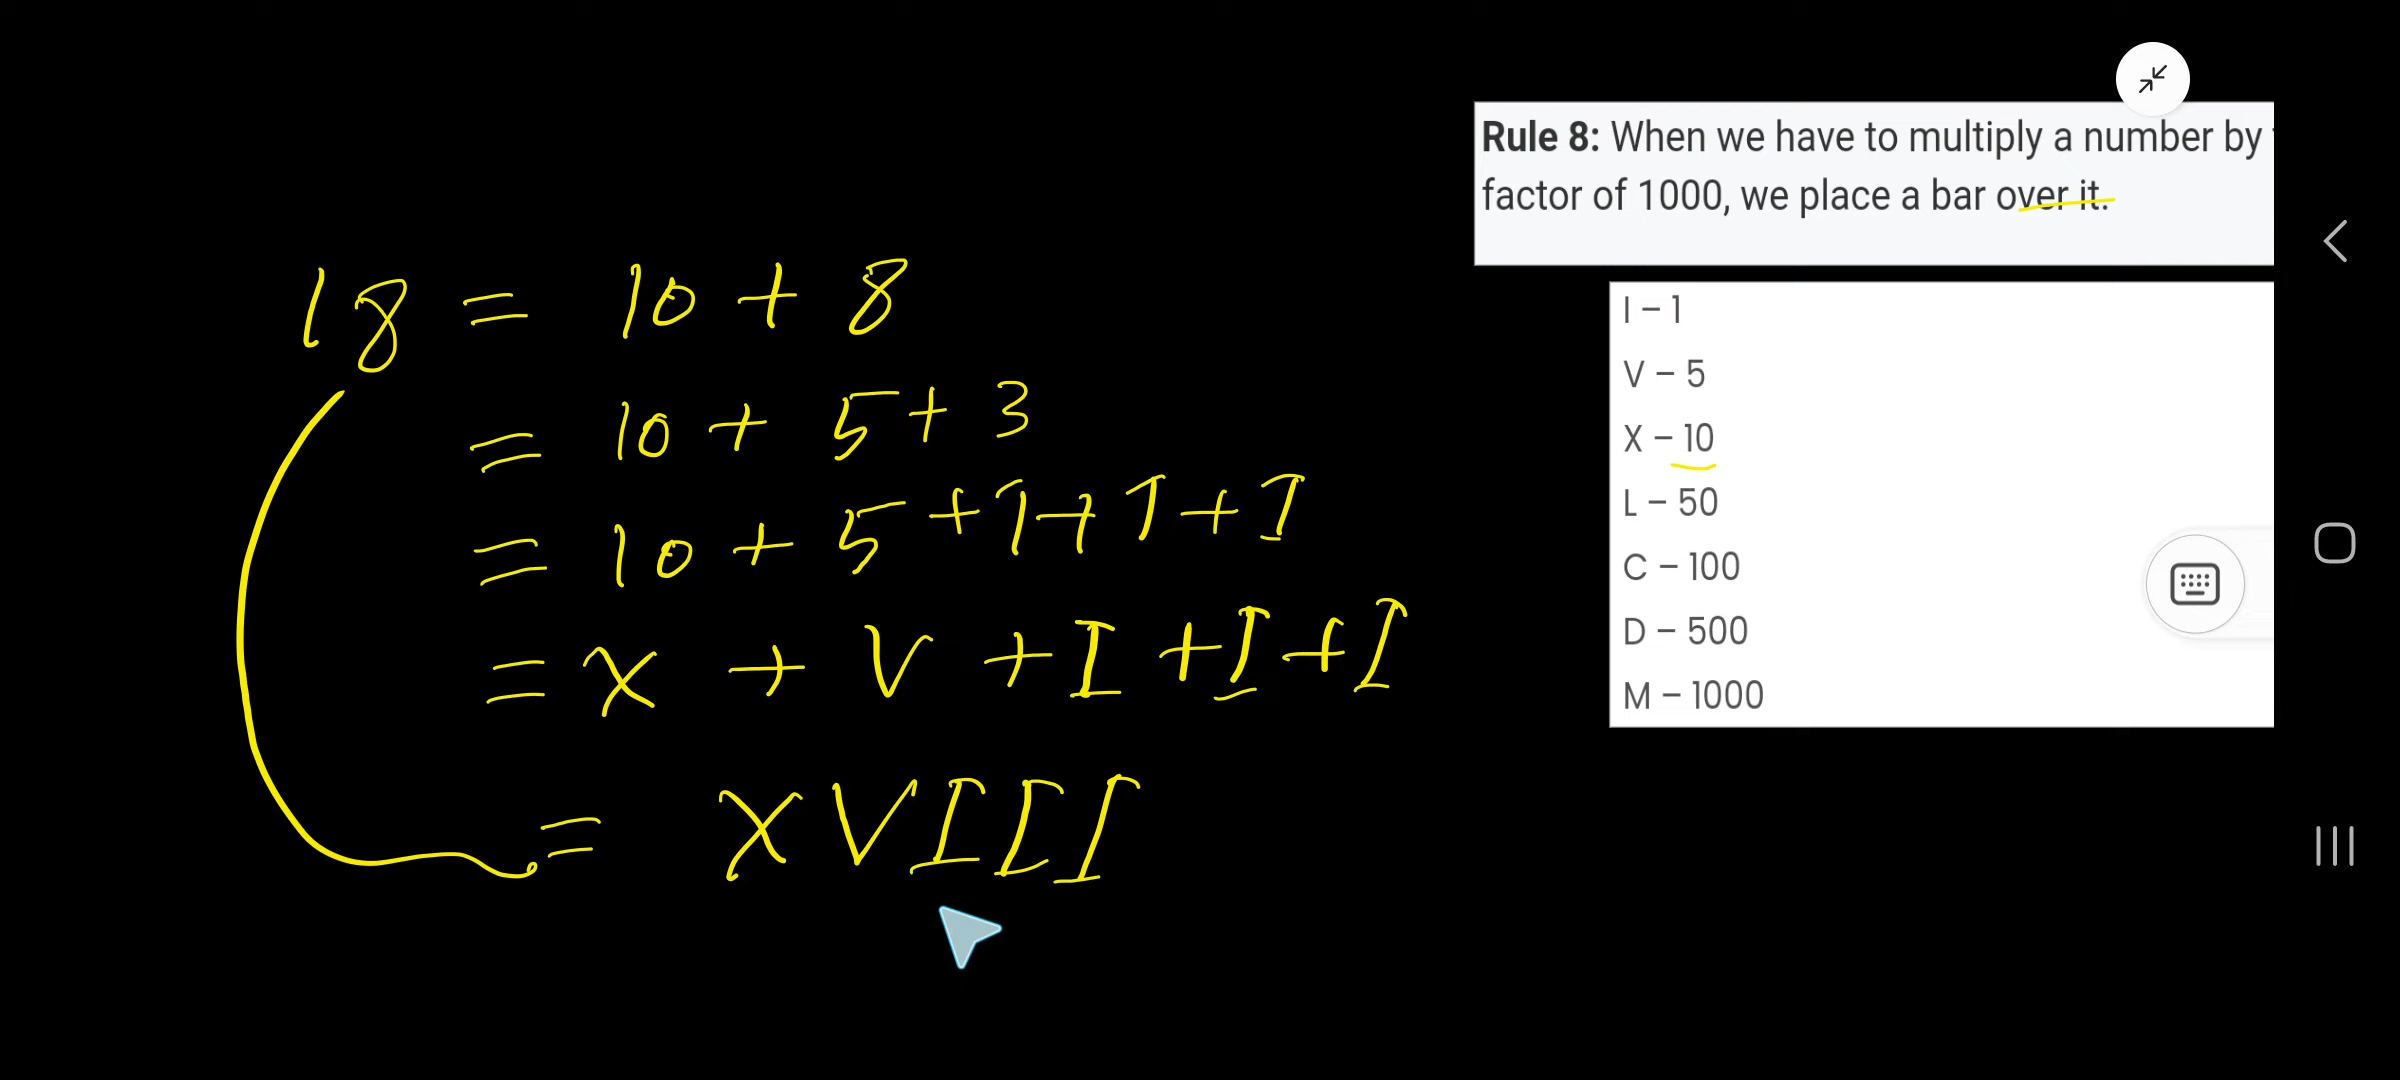 18 = 10 + 8
= 10 + 5 + 3
= 10 + 5 + 1 + 1 + 1
= X + V + I + I + I
= XVIII
Rule 8: When we have to multiply a number by
factor of 1000, we place a bar over it.
I – 1
V – 5
X – 10
L – 50
C – 100
D – 500
M – 1000